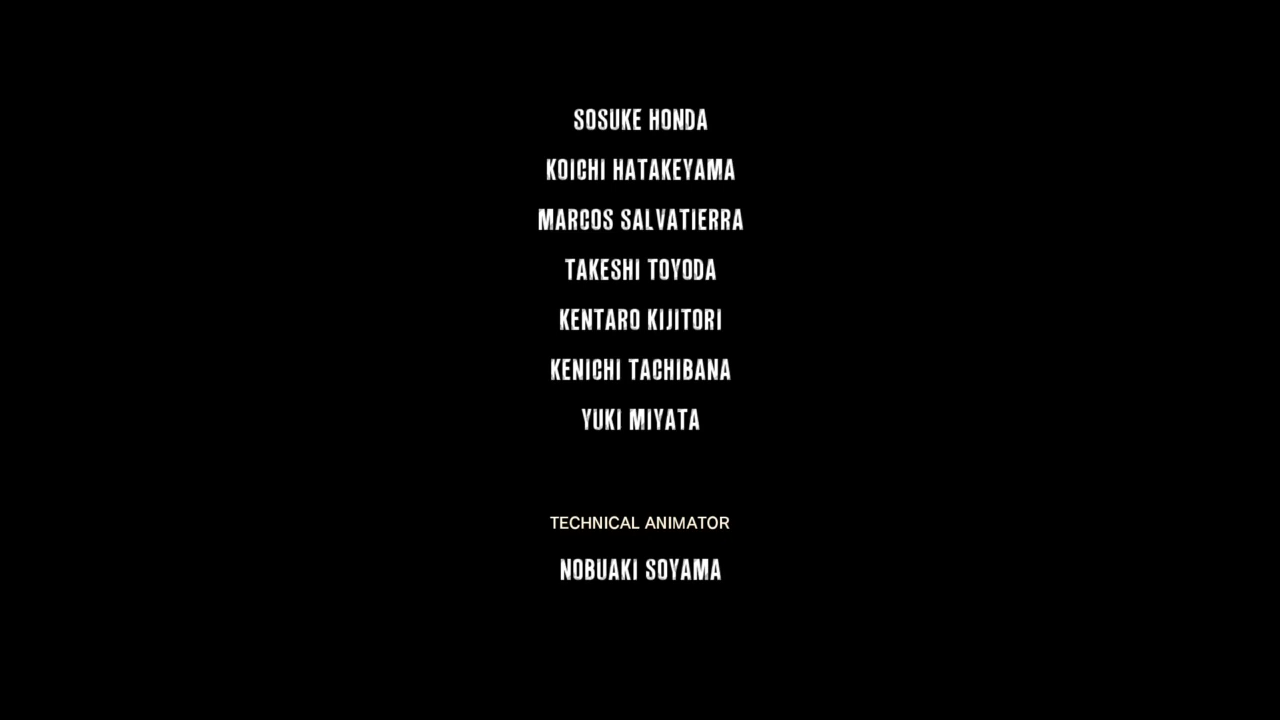 SOSUKE HONDA
KOICHI HATAKEYAMA
MARCOS SALVATIERRA
TAKESHI TOYODA
KENTARO KIJITORI
KENICHI TACHIBANA
YUKI MIYATA
TECHNICAL ANIMATOR
NOBUAKI SOYAMA